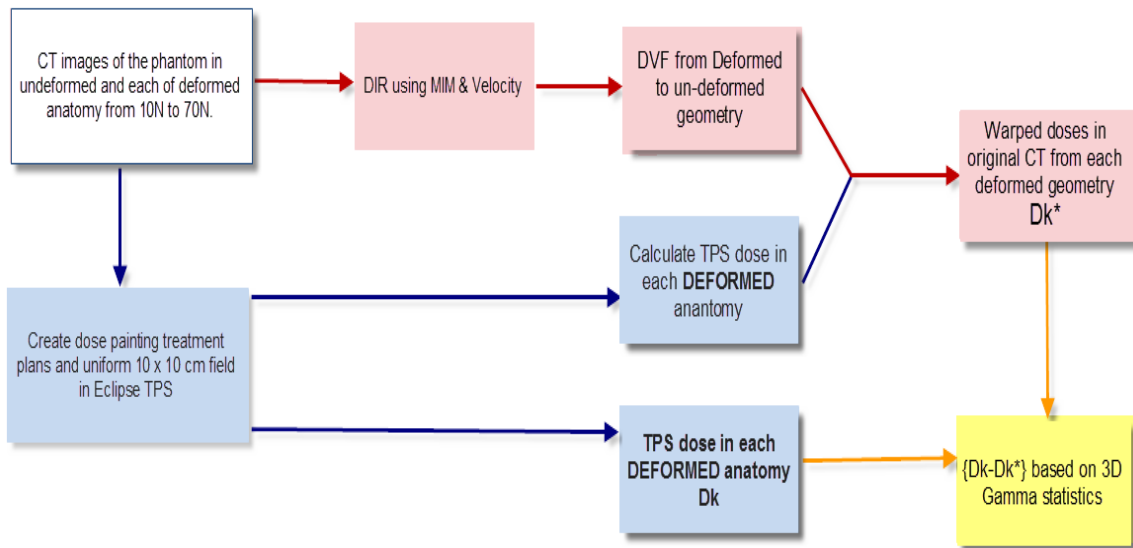 CT images of the phantom in
undeformed and each of deformed
anatomy from 10N to 70N.
DIR using MIM & Velocity
DVF from Deformed
to un-deformed
geometry
Warped doses in
original CT from each
deformed geometry
Dk*
Calculate TPS dose in
each DEFORMED
anantomy
Create dose painting treatment
plans and uniform 10 x 10 cm field
in Eclipse TPS
TPS dose in each
DEFORMED anatomy
Dk
{Dk-Dk*} based on 3D
Gamma statistics